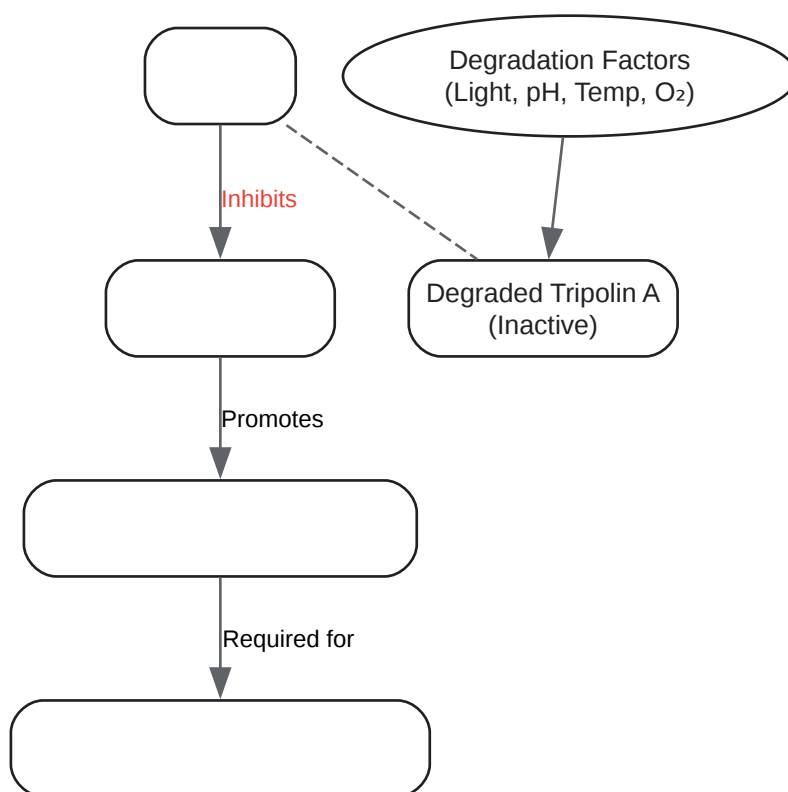 Degradation Factors
(Light, pH, Temp, O₂)
Inhibits
Degraded Tripolin A
(Inactive)
Promotes
Required for